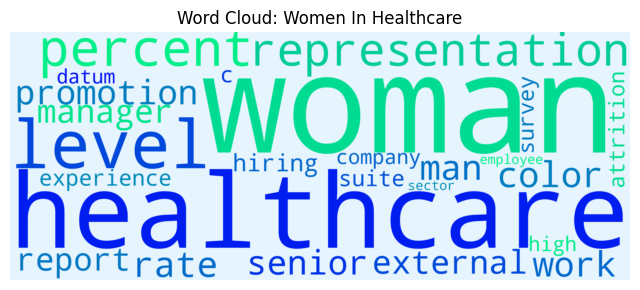 Word Cloud: Women In Healthcare
percent representation
datum c
promotion woman survey attrition
manager
level hiring company man employee
experience suite sector color
healthcare
high
report rate senior external work